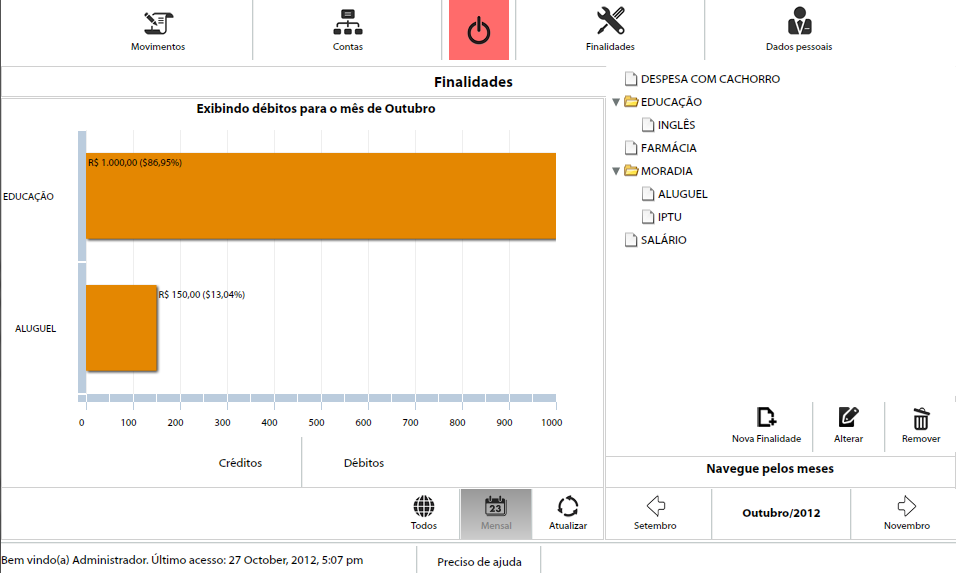 Movimentos
Contas
Finalidades
Dados pessoais
Finalidades
Exibindo débitos para o mês de Outubro
R$ 1.000,00 ($86,95%)
EDUCAÇÃO
R$ 150,00 ($13,04%)
ALUGUEL
0 100 200 300 400 500 600 700 800 900 1000
Créditos
Débitos
Todos
23
Mensal
Atualizar
DESPESA COM CACHORRO
EDUCAÇÃO
INGLÊS
FARMÁCIA
MORADIA
ALUGUEL
IPTU
SALÁRIO
Nova Finalidade
Alterar
Remover
Navegue pelos meses
Setembro
Outubro/2012
Novembro
Bem vindo(a) Administrador. Último acesso: 27 October, 2012, 5:07 pm
Preciso de ajuda